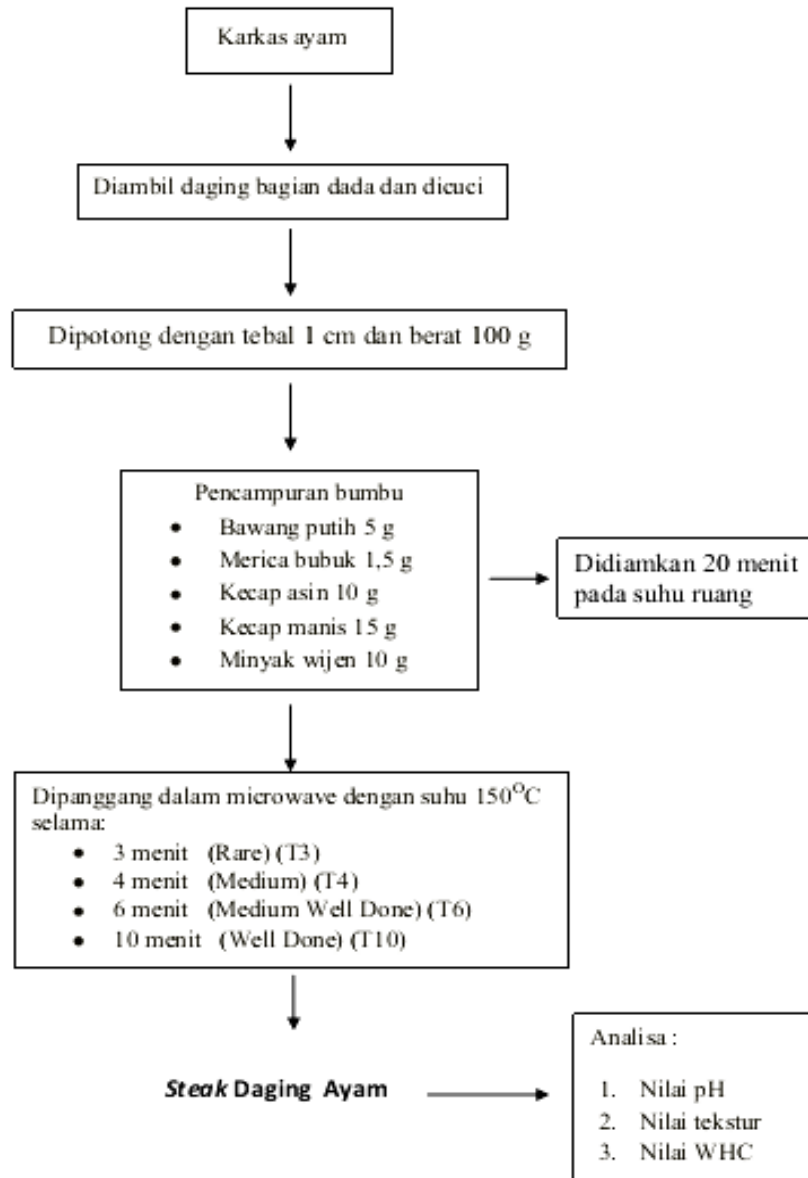 Karkas ayam
Diambil daging bagian dada dan dicuci
Dipotong dengan tebal 1 cm dan berat 100 g
Pencampuran bumbu
• Bawang putih 5 g
• Merica bubuk 1,5 g
• Kecap asin 10 g
• Kecap manis 15 g
• Minyak wijen 10 g
Didiamkan 20 menit
pada suhu ruang
Dipanggang dalam microwave dengan suhu 150°C
selama:
• 3 menit (Rare) (T3)
• 4 menit (Medium) (T4)
• 6 menit (Medium Well Done) (T6)
• 10 menit (Well Done) (T10)
Steak Daging Ayam
Analisa :
1. Nilai pH
2. Nilai tekstur
3. Nilai WHC